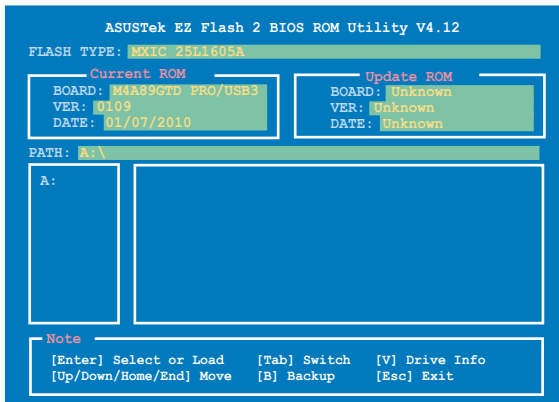 ASUSTek EZ Flash 2 BIOS ROM Utility V4.12
FLASH TYPE: MXIC 25L1605A
Current ROM
BOARD: M4A89GTD PRO/USB3
VER: 0109
DATE: 01/07/2010
Update ROM
BOARD: Unknown
VER: Unknown
DATE: Unknown
PATH: A:\
A:
Note
[Enter] Select or Load [Tab] Switch [V] Drive Info
[Up/Down/Home/End] Move [B] Backup [Esc] Exit